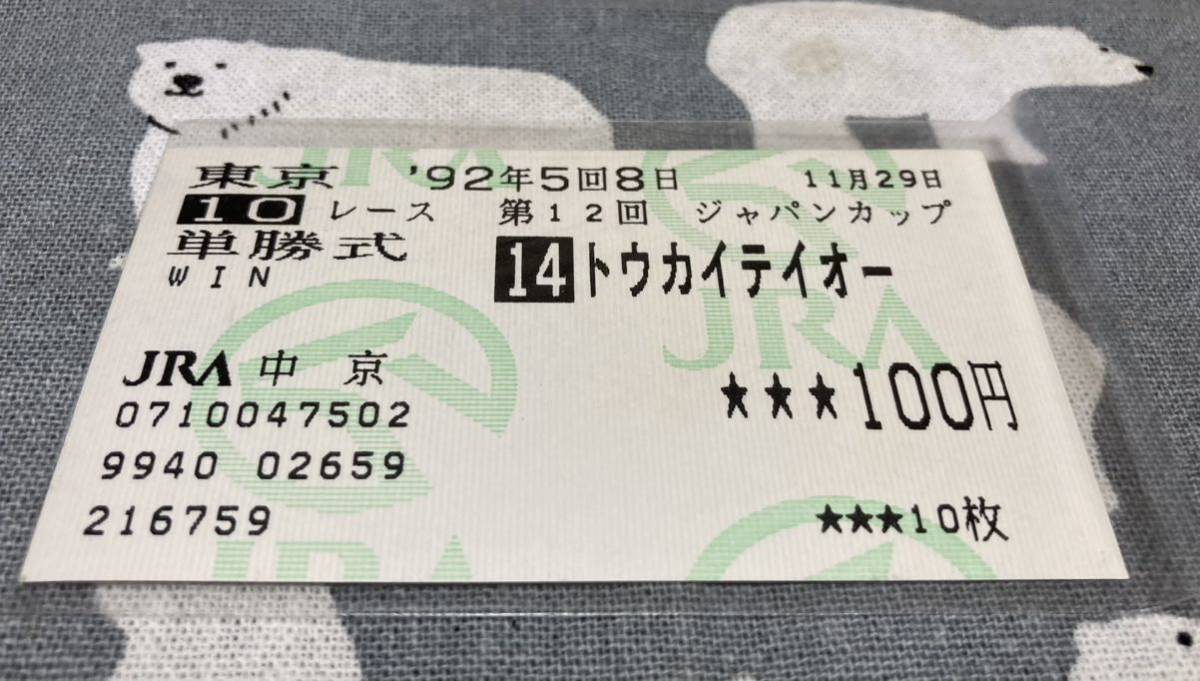 東京 '92年5回8日 11月29日
10 レース 第12回 ジャパンカップ
単勝式 14 トウカイテイオー
WIN
JRA 中京 ★★★100円
0710047502
9940 02659
216759 ★★★10枚
JRA
JRA
JRA